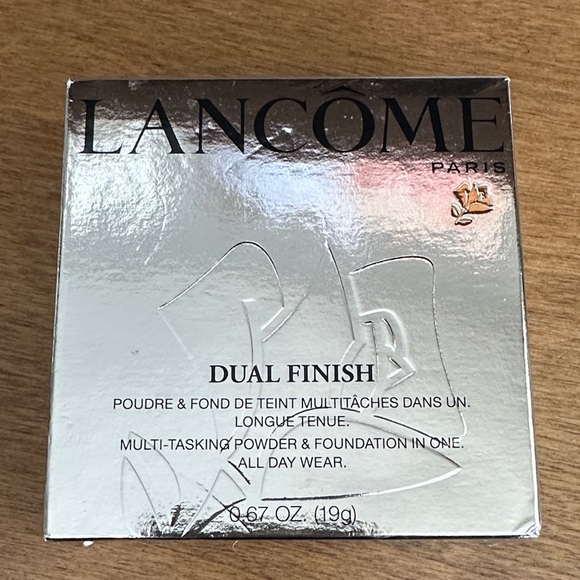 LANCÔME
PARIS
DUAL FINISH
POUDRE & FOND DE TEINT MULTITÂCHES DANS UN.
LONGUE TENUE.
MULTI-TASKING POWDER & FOUNDATION IN ONE.
ALL DAY WEAR.
0.67 OZ. (19g)